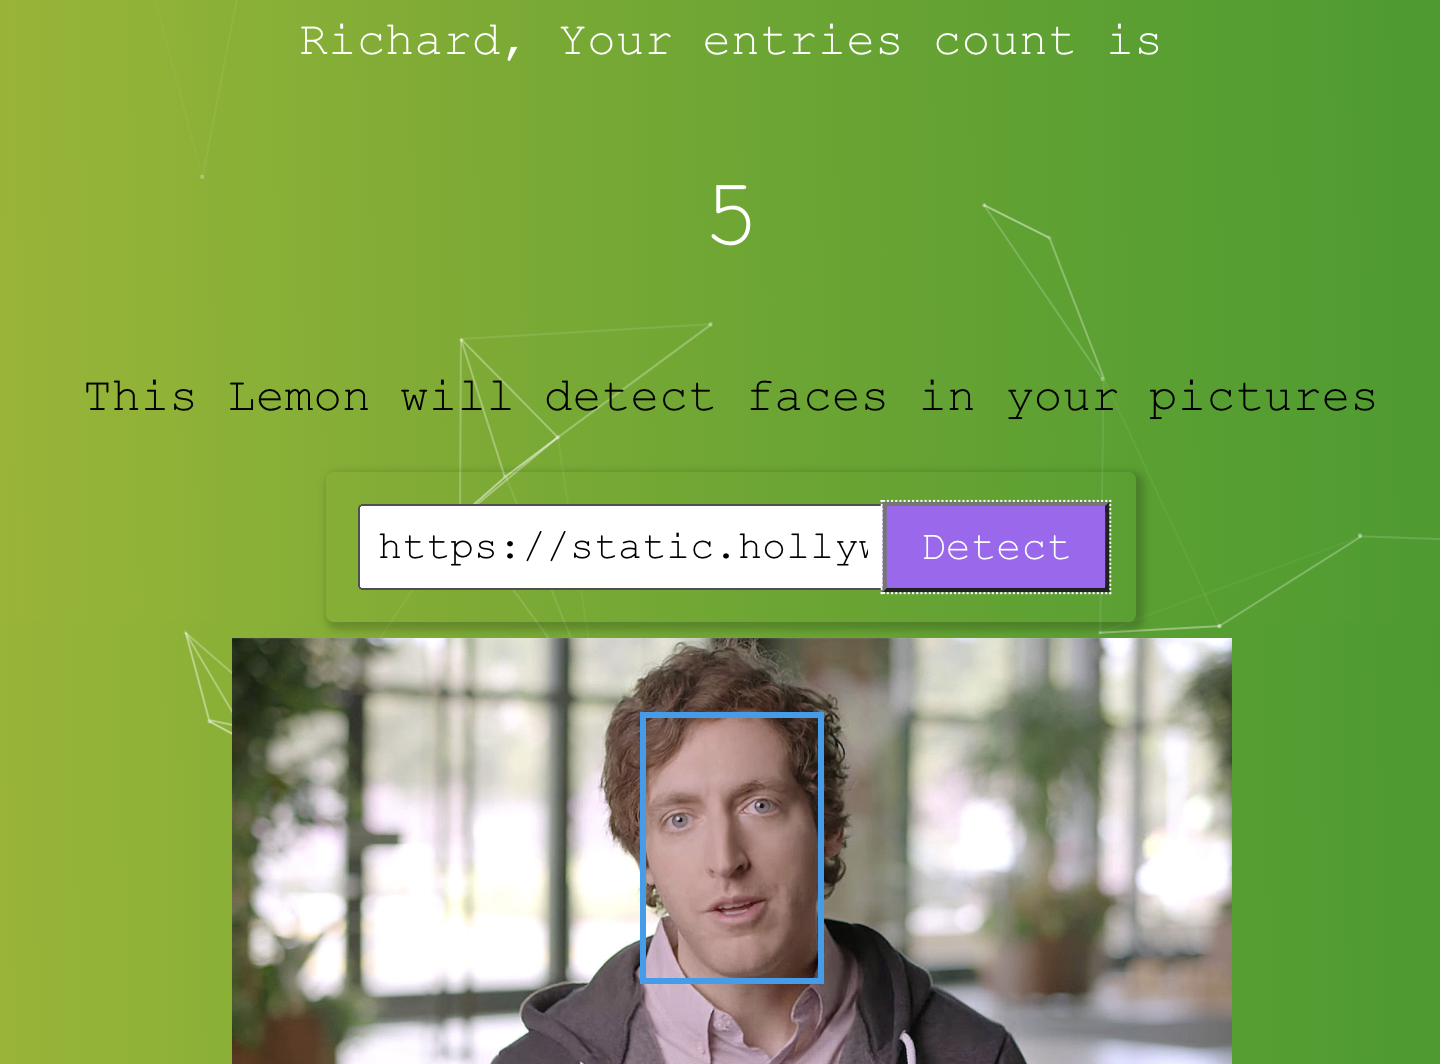 Richard, Your entries count is
5
This Lemon will detect faces in your pictures
https://static.hollyw
Detect